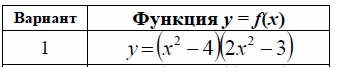 Вариант Функция y = f(x)
1 y=(x² − 4)(2x² − 3)